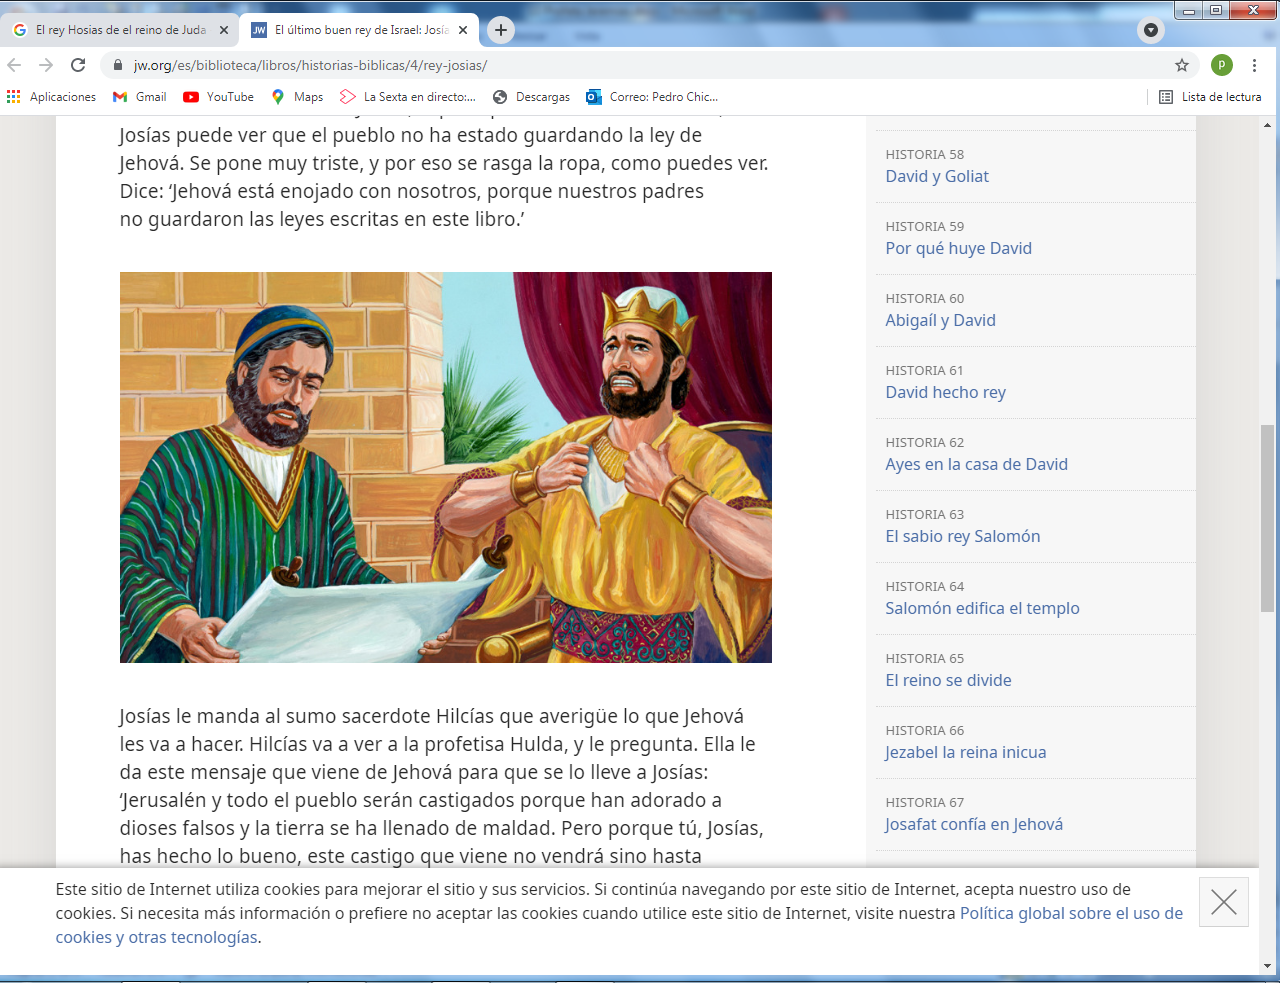 El rey Hosias de el reino de Juda
El último buen rey de Israel: Josía
jw.org/es/biblioteca/libros/historias-biblicas/4/rey-josias/
P
Aplicaciones
Gmail
YouTube
Maps
La Sexta en directo:...
Descargas
Correo: Pedro Chic...
Lista de lectura
Josías puede ver que el pueblo no ha estado guardando la ley de
Jehová. Se pone muy triste, y por eso se rasga la ropa, como puedes ver.
Dice: ‘Jehová está enojado con nosotros, porque nuestros padres
no guardaron las leyes escritas en este libro.’
Josías le manda al sumo sacerdote Hilcías que averigüe lo que Jehová
les va a hacer. Hilcías va a ver a la profetisa Hulda, y le pregunta. Ella le
da este mensaje que viene de Jehová para que se lo lleve a Josías:
‘Jerusalén y todo el pueblo serán castigados porque han adorado a
dioses falsos y la tierra se ha llenado de maldad. Pero porque tú, Josías,
has hecho lo bueno, este castigo que viene no vendrá sino hasta
HISTORIA 58
David y Goliat
HISTORIA 59
Por qué huye David
HISTORIA 60
Abigaíl y David
HISTORIA 61
David hecho rey
HISTORIA 62
Ayes en la casa de David
HISTORIA 63
El sabio rey Salomón
HISTORIA 64
Salomón edifica el templo
HISTORIA 65
El reino se divide
HISTORIA 66
Jezabel la reina inicua
HISTORIA 67
Josafat confía en Jehová
Este sitio de Internet utiliza cookies para mejorar el sitio y sus servicios. Si continúa navegando por este sitio de Internet, acepta nuestro uso de
cookies. Si necesita más información o prefiere no aceptar las cookies cuando utilice este sitio de Internet, visite nuestra Política global sobre el uso de
cookies y otras tecnologías.